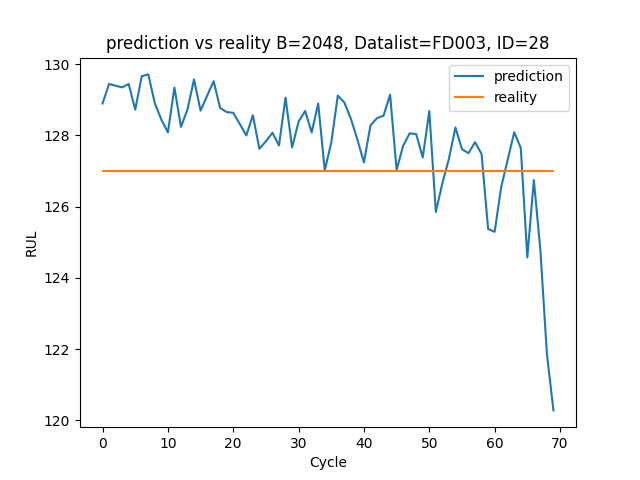 prediction vs reality B=2048, Datalist=FD003, ID=28
prediction
reality
130
128
126
124
122
120
RUL
0 10 20 30 40 50 60 70
Cycle